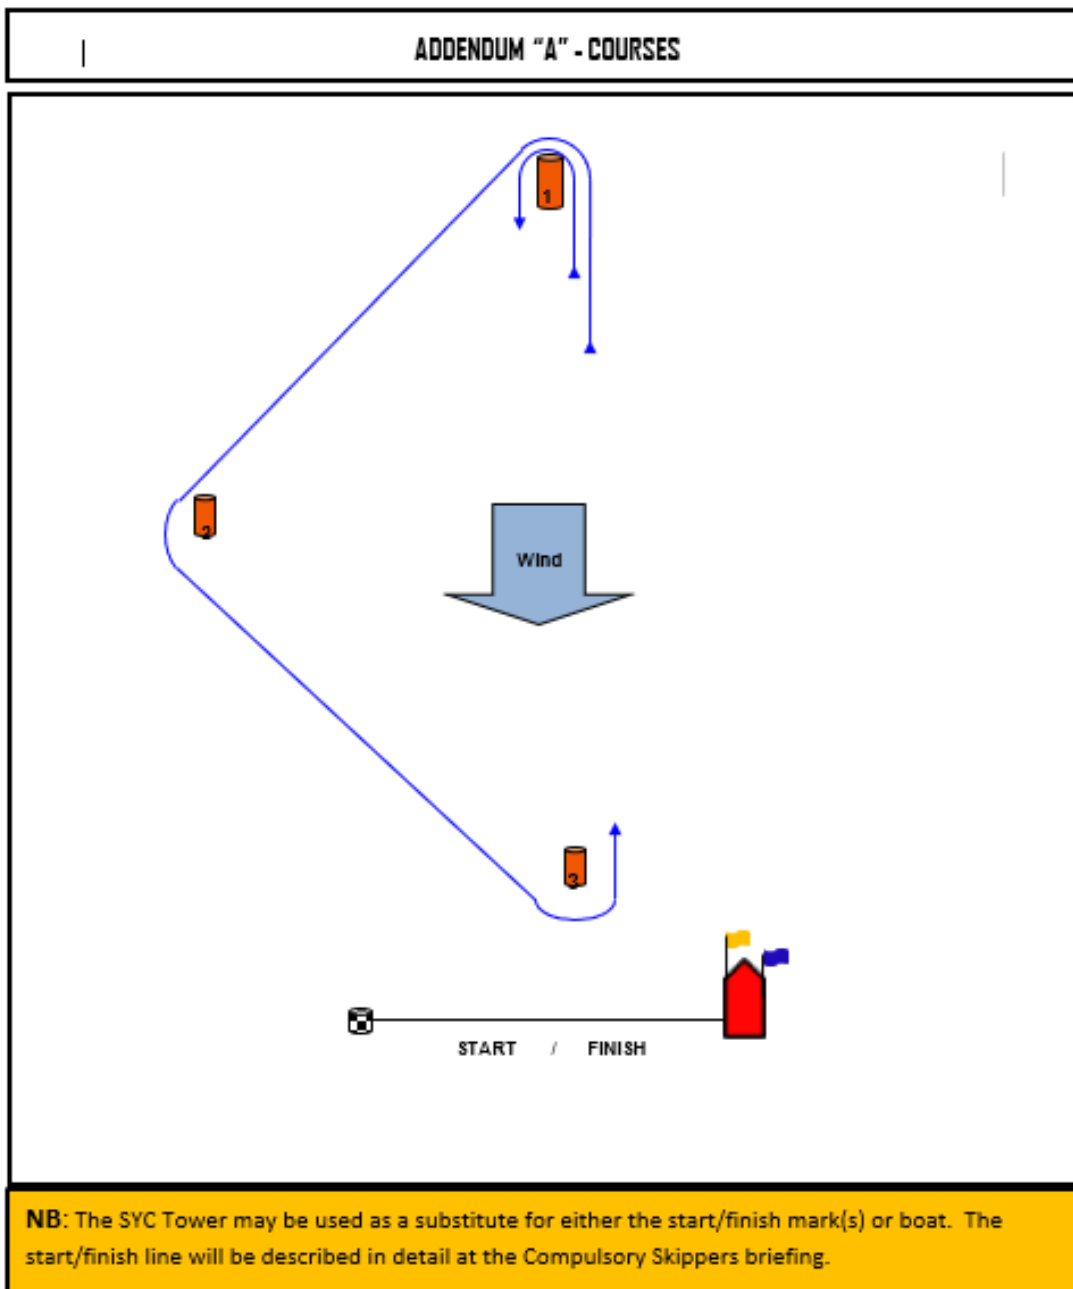 ADDENDUM "A" - COURSES
1
2
Wind
3
START / FINISH
NB: The SYC Tower may be used as a substitute for either the start/finish mark(s) or boat. The
start/finish line will be described in detail at the Compulsory Skippers briefing.